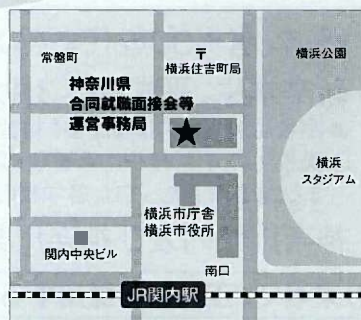 常盤町
〒
横浜住吉町局
横浜公園
神奈川県
合同就職面接会等
運営事務局
★
横浜
スタジアム
横浜市庁舎
横浜市役所
関内中央ビル
南口
JR関内駅